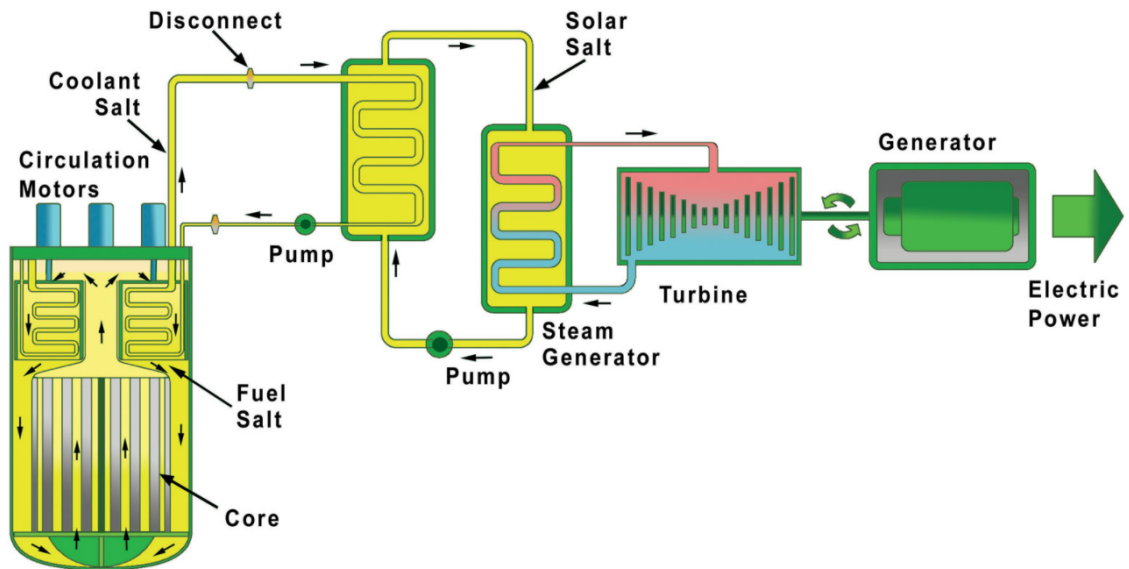 Disconnect
Solar
Salt
Coolant
Salt
Circulation
Motors
Generator
Pump
Turbine
Electric
Power
Steam
Generator
Pump
Fuel
Salt
Core